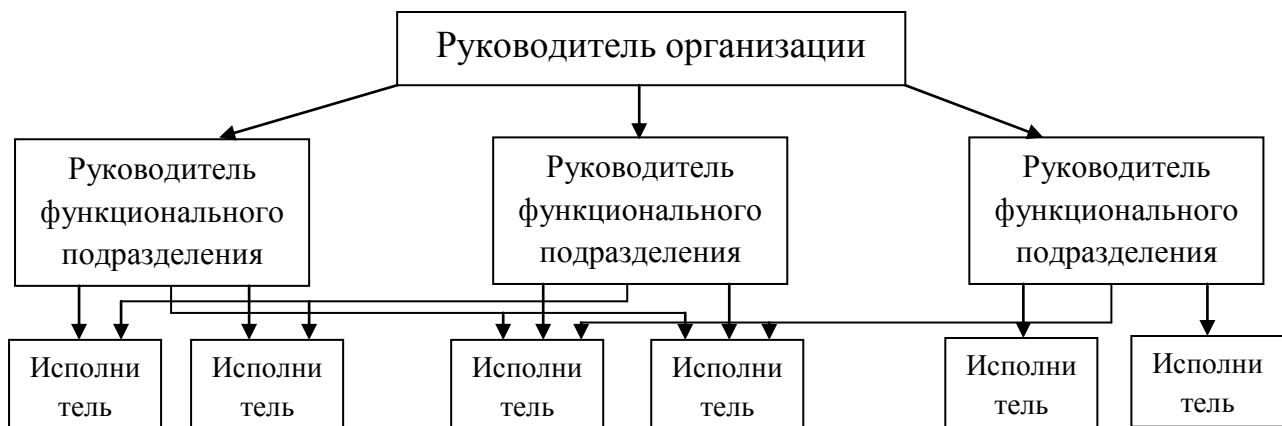 Руководитель организации
Руководитель
функционального
подразделения
Руководитель
функционального
подразделения
Руководитель
функционального
подразделения
Исполни
тель
Исполни
тель
Исполни
тель
Исполни
тель
Исполни
тель
Исполни
тель